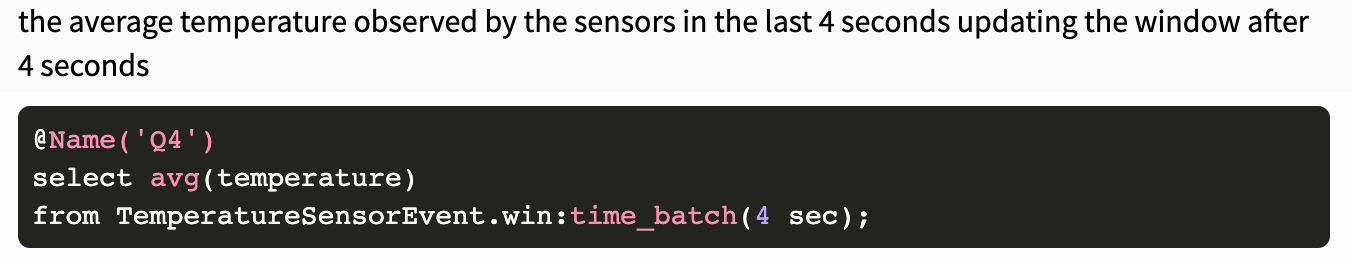 the average temperature observed by the sensors in the last 4 seconds updating the window after
4 seconds
@Name('Q4')
select avg(temperature)
from TemperatureSensorEvent.win:time_batch(4 sec);